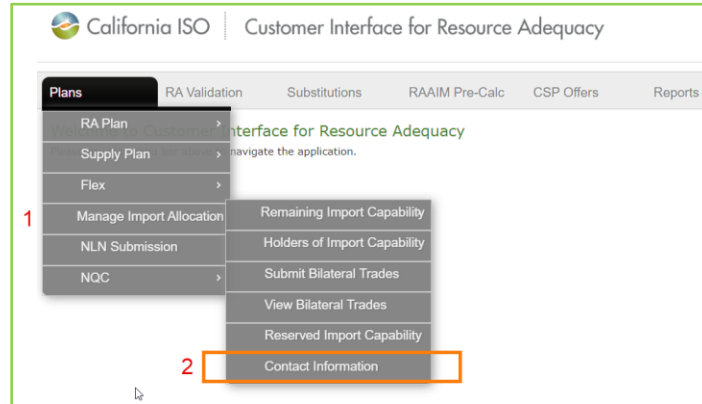 California ISO Customer Interface for Resource Adequacy
Plans RA Validation Substitutions RAAIM Pre-Calc CSP Offers Reports
RA Plan >
Interface for Resource Adequacy
Supply Plan >
navigate the application.
Flex >
1 Manage Import Allocation
Remaining Import Capability
NLN Submission
Holders of Import Capability
NQC >
Submit Bilateral Trades
View Bilateral Trades
Reserved Import Capability
2 Contact Information